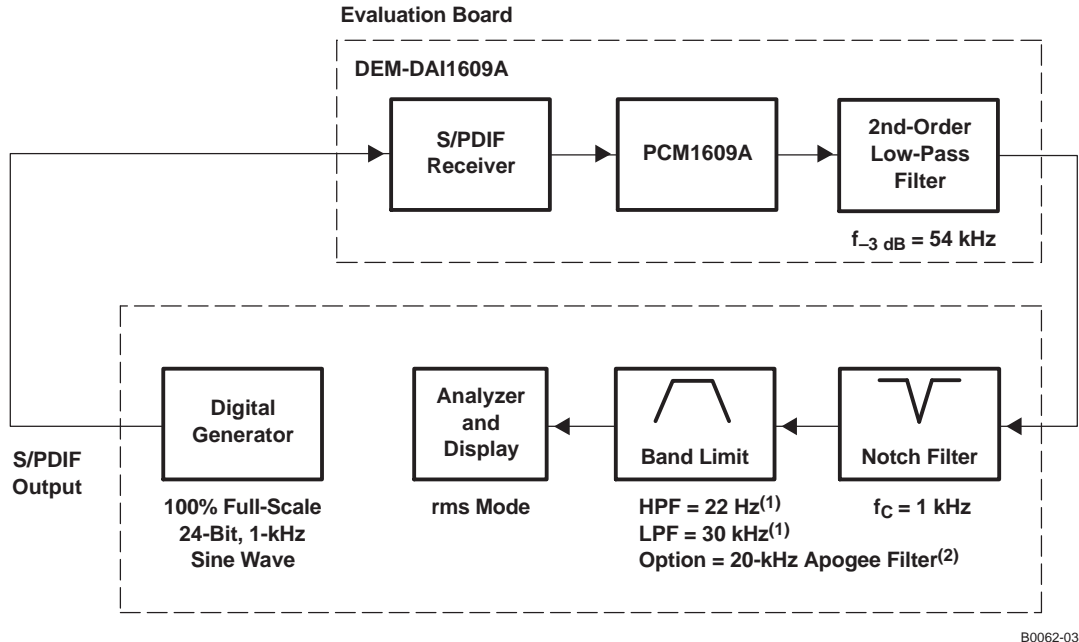 Evaluation Board
DEM-DAI1609A
S/PDIF
Receiver
PCM1609A
2nd-Order
Low-Pass
Filter
f–3 dB = 54 kHz
S/PDIF
Output
Digital
Generator
100% Full-Scale
24-Bit, 1-kHz
Sine Wave
Analyzer
and
Display
rms Mode
Band Limit
HPF = 22 Hz(1)
LPF = 30 kHz(1)
Option = 20-kHz Apogee Filter(2)
Notch Filter
fC = 1 kHz
B0062-03